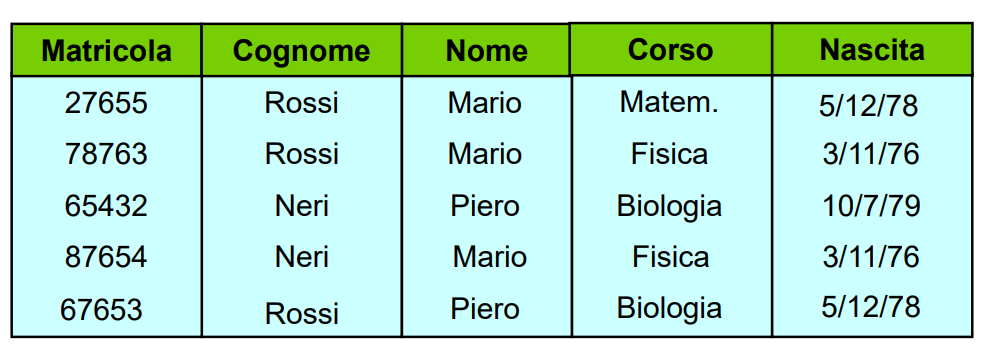 Matricola Cognome Nome Corso Nascita
27655 Rossi Mario Matem. 5/12/78
78763 Rossi Mario Fisica 3/11/76
65432 Neri Piero Biologia 10/7/79
87654 Neri Mario Fisica 3/11/76
67653 Rossi Piero Biologia 5/12/78